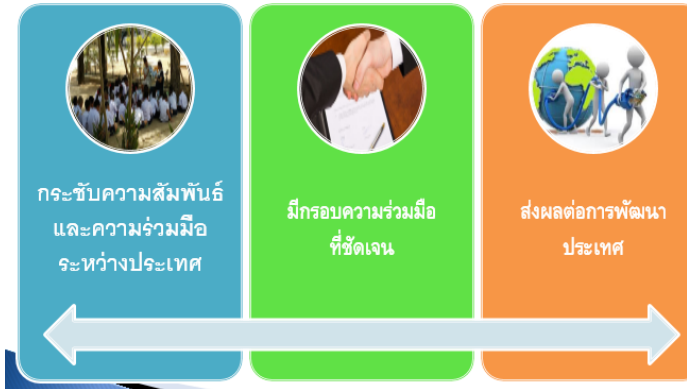 กระชับความสัมพันธ์
และความร่วมมือ
ระหว่างประเทศ
มีกรอบความร่วมมือ
ที่ชัดเจน
ส่งผลต่อการพัฒนา
ประเทศ